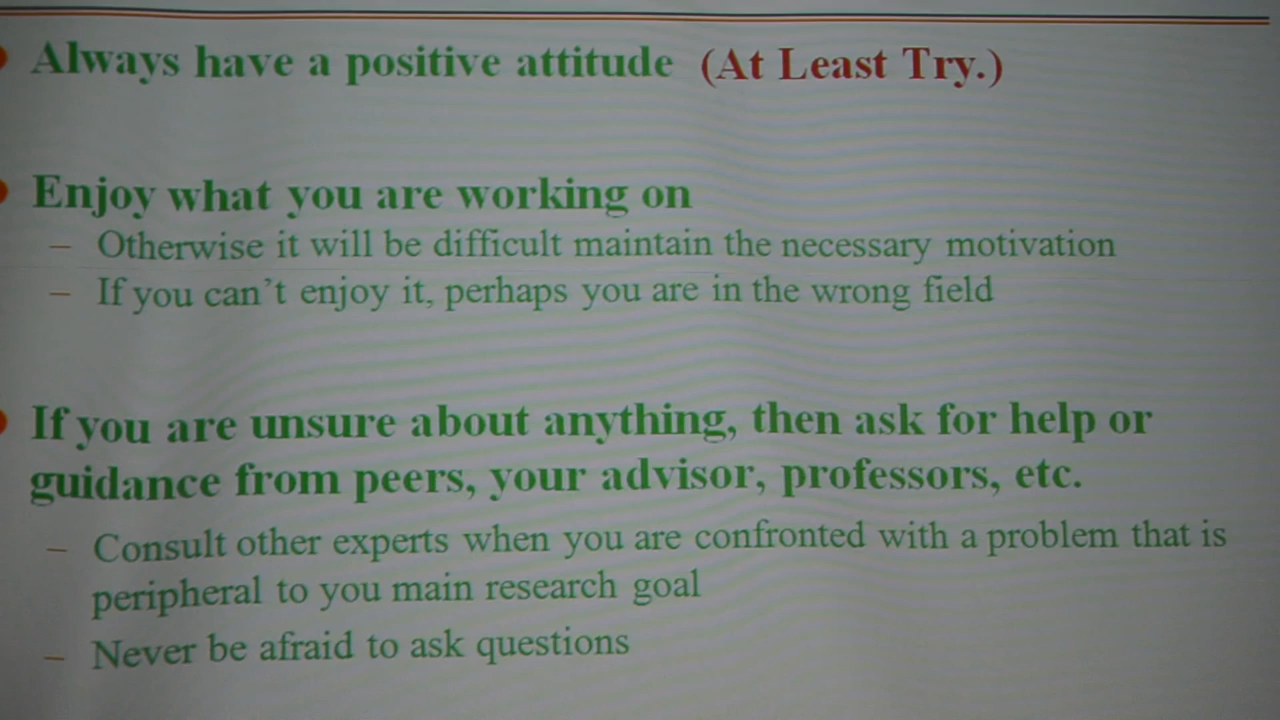 Always have a positive attitude (At Least Try.)
Enjoy what you are working on
– Otherwise it will be difficult maintain the necessary motivation
– If you can't enjoy it, perhaps you are in the wrong field
If you are unsure about anything, then ask for help or
guidance from peers, your advisor, professors, etc.
– Consult other experts when you are confronted with a problem that is
peripheral to you main research goal
– Never be afraid to ask questions